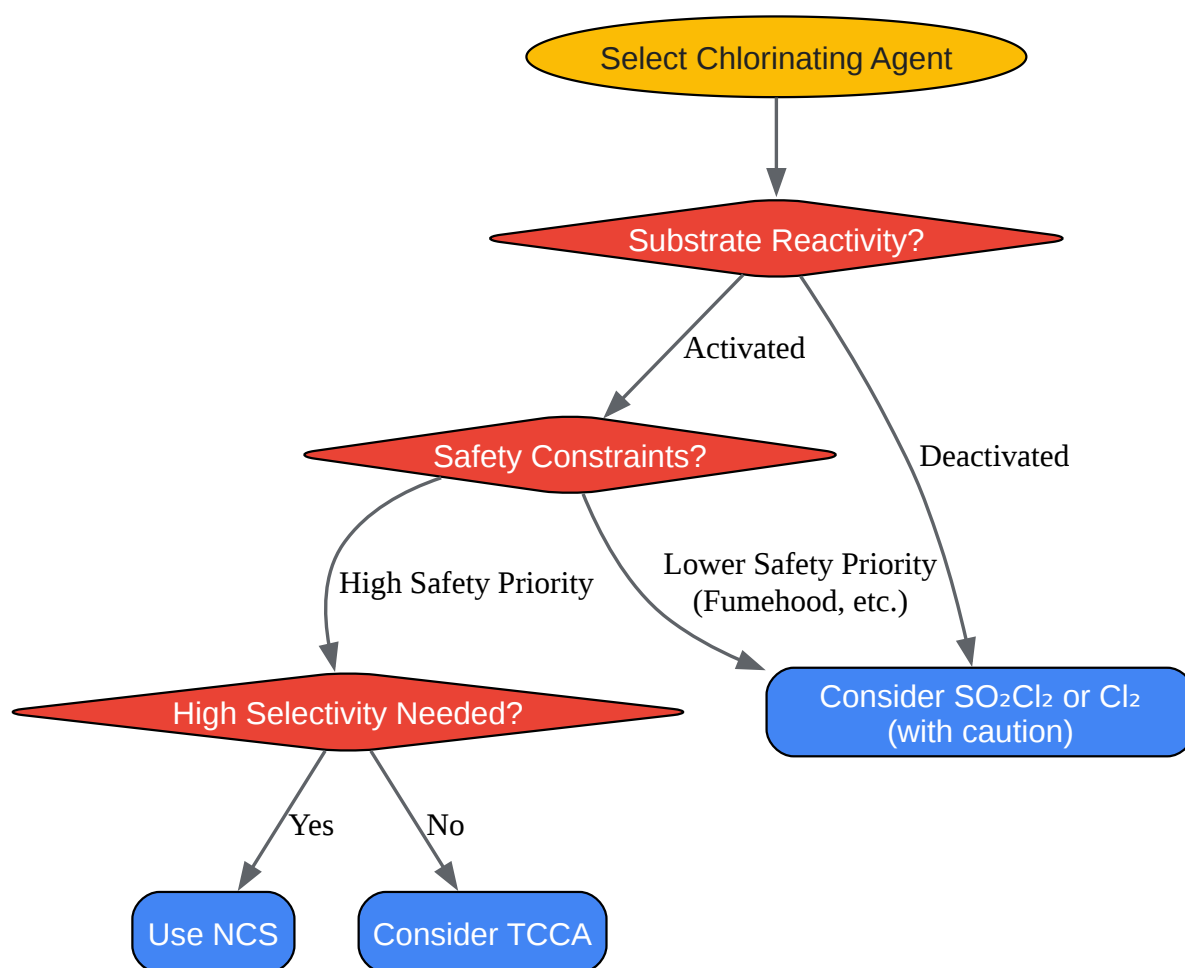 Select Chlorinating Agent
Substrate Reactivity?
Activated
Safety Constraints?
Deactivated
Lower Safety Priority
(Fumehood, etc.)
High Safety Priority
High Selectivity Needed?
Consider SO₂Cl₂ or Cl₂
(with caution)
Yes
No
Use NCS
Consider TCCA